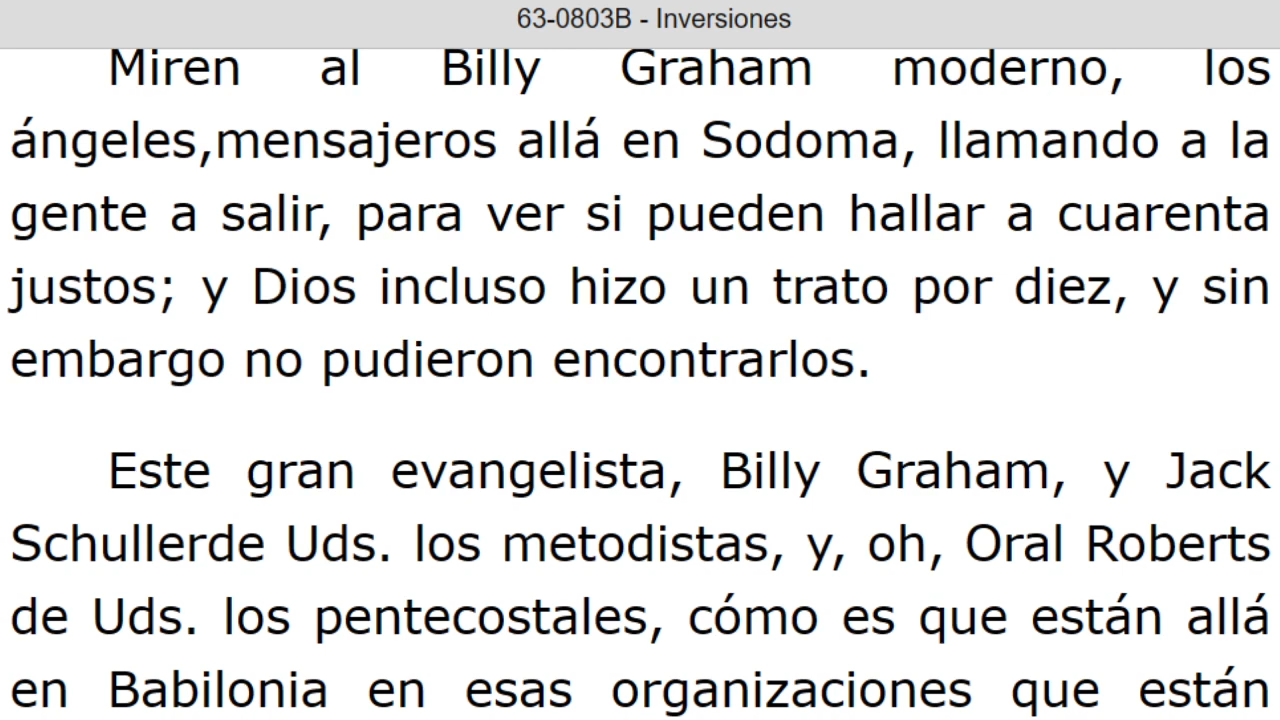 63-0803B - Inversiones
Miren al Billy Graham moderno, los
ángeles,mensajeros allá en Sodoma, llamando a la
gente a salir, para ver si pueden hallar a cuarenta
justos; y Dios incluso hizo un trato por diez, y sin
embargo no pudieron encontrarlos.
Este gran evangelista, Billy Graham, y Jack
Schullerde Uds. los metodistas, y, oh, Oral Roberts
de Uds. los pentecostales, cómo es que están allá
en Babilonia en esas organizaciones que están